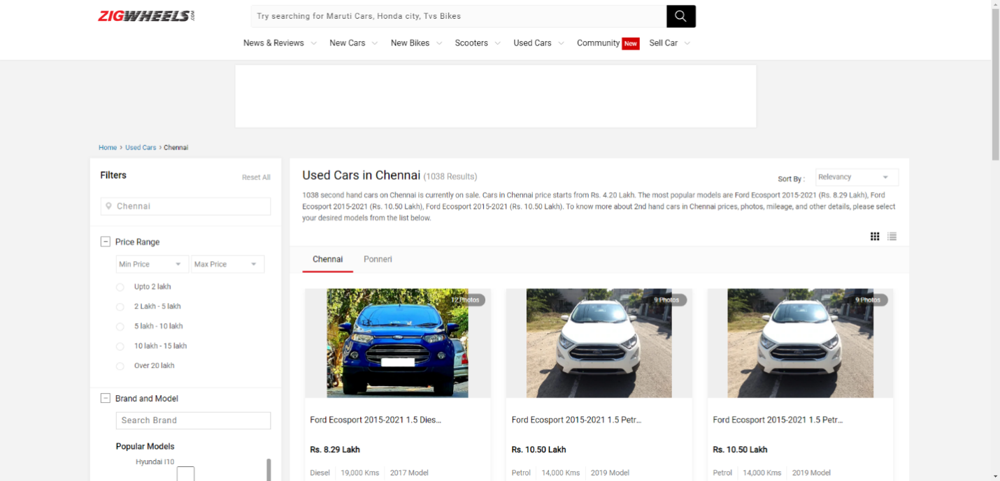 ZIGWHEELS.COM
Try searching for Maruti Cars, Honda city, Tvs Bikes
News & Reviews New Cars New Bikes Scooters Used Cars Community New Sell Car
Home › Used Cars › Chennai
Filters
Reset All
Chennai
Price Range
Min Price Max Price
Upto 2 lakh
2 Lakh - 5 lakh
5 lakh - 10 lakh
10 lakh - 15 lakh
Over 20 lakh
Brand and Model
Search Brand
Popular Models
Hyundai I10
Used Cars in Chennai (1038 Results)
Sort By : Relevancy
1038 second hand cars on Chennai is currently on sale. Cars in Chennai price starts from Rs. 4.20 Lakh. The most popular models are Ford Ecosport 2015-2021 (Rs. 8.29 Lakh), Ford
Ecosport 2015-2021 (Rs. 10.50 Lakh), Ford Ecosport 2015-2021 (Rs. 10.50 Lakh). To know more about 2nd hand cars in Chennai prices, photos, mileage, and other details, please select
your desired models from the list below.
Chennai Ponneri
12 Photos
Ford Ecosport 2015-2021 1.5 Dies...
Rs. 8.29 Lakh
Diesel 19,000 Kms 2017 Model
9 Photos
Ford Ecosport 2015-2021 1.5 Petr...
Rs. 10.50 Lakh
Petrol 14,000 Kms 2019 Model
9 Photos
Ford Ecosport 2015-2021 1.5 Petr...
Rs. 10.50 Lakh
Petrol 14,000 Kms 2019 Model